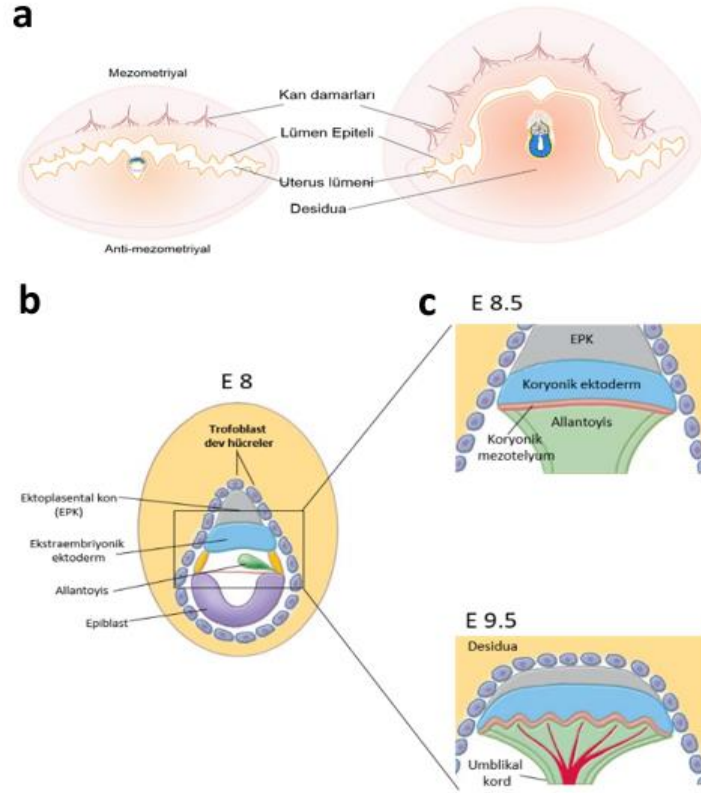 a
Mezometriyal
Kan damarları
Lümen Epiteli
Uterus lümeni
Desidua
Anti-mezometriyal
b
E 8
Trofoblast
dev hücreler
Ektoplasental kon
(EPK)
Ekstraembriyonik
ektoderm
Allantoyis
Epiblast
c
E 8.5
EPK
Koryonik ektoderm
Allantoyis
Koryonik
mezotelyum
E 9.5
Desidua
Umblikal
kord